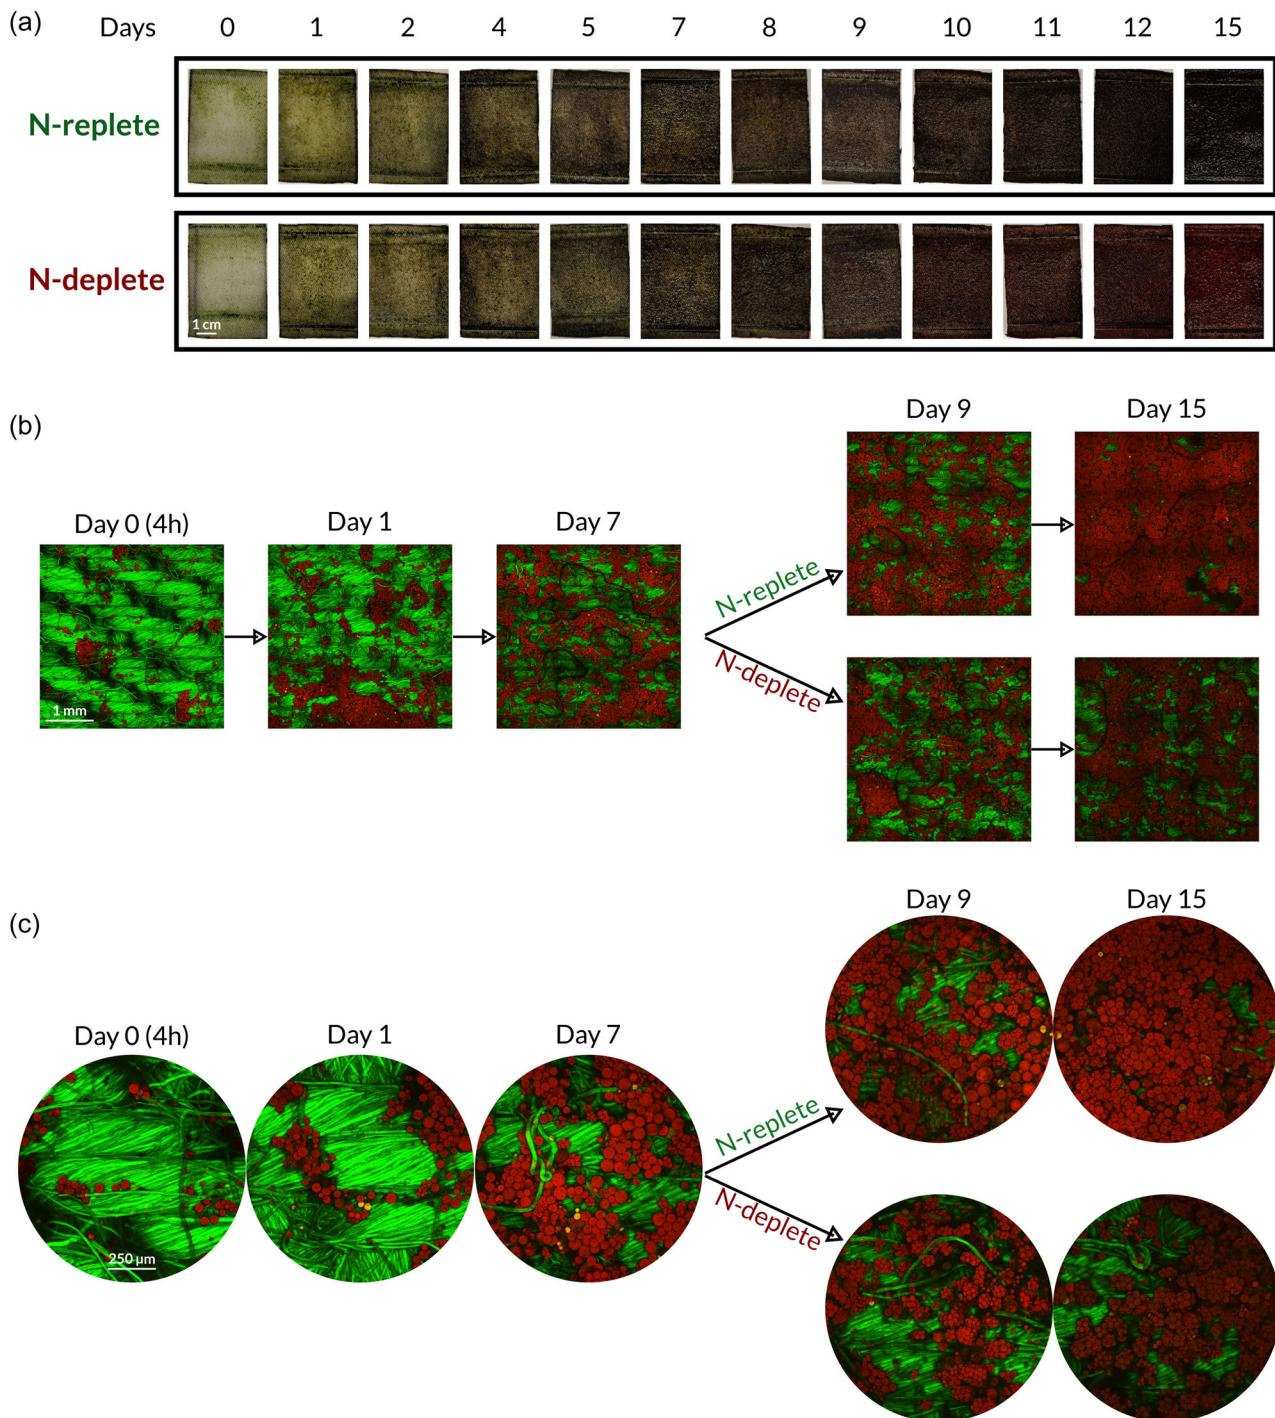 (a) Days 0 1 2 4 5 7 8 9 10 11 12 15
N-replete
N-deplete
1 cm
(b)
Day 9 Day 15
Day 0 (4h) Day 1 Day 7
N-replete
N-deplete
1 mm
(c)
Day 9 Day 15
Day 0 (4h) Day 1 Day 7
N-replete
N-deplete
250 µm